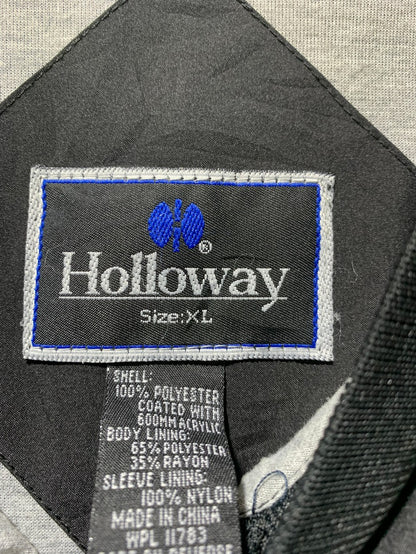 ®
Holloway
Size:XL
SHELL:
100% POLYESTER
COATED WITH
600MM ACRYLIC
BODY LINING:
65% POLYESTER
35% RAYON
SLEEVE LINING:
100% NYLON
MADE IN CHINA
WPL 11783